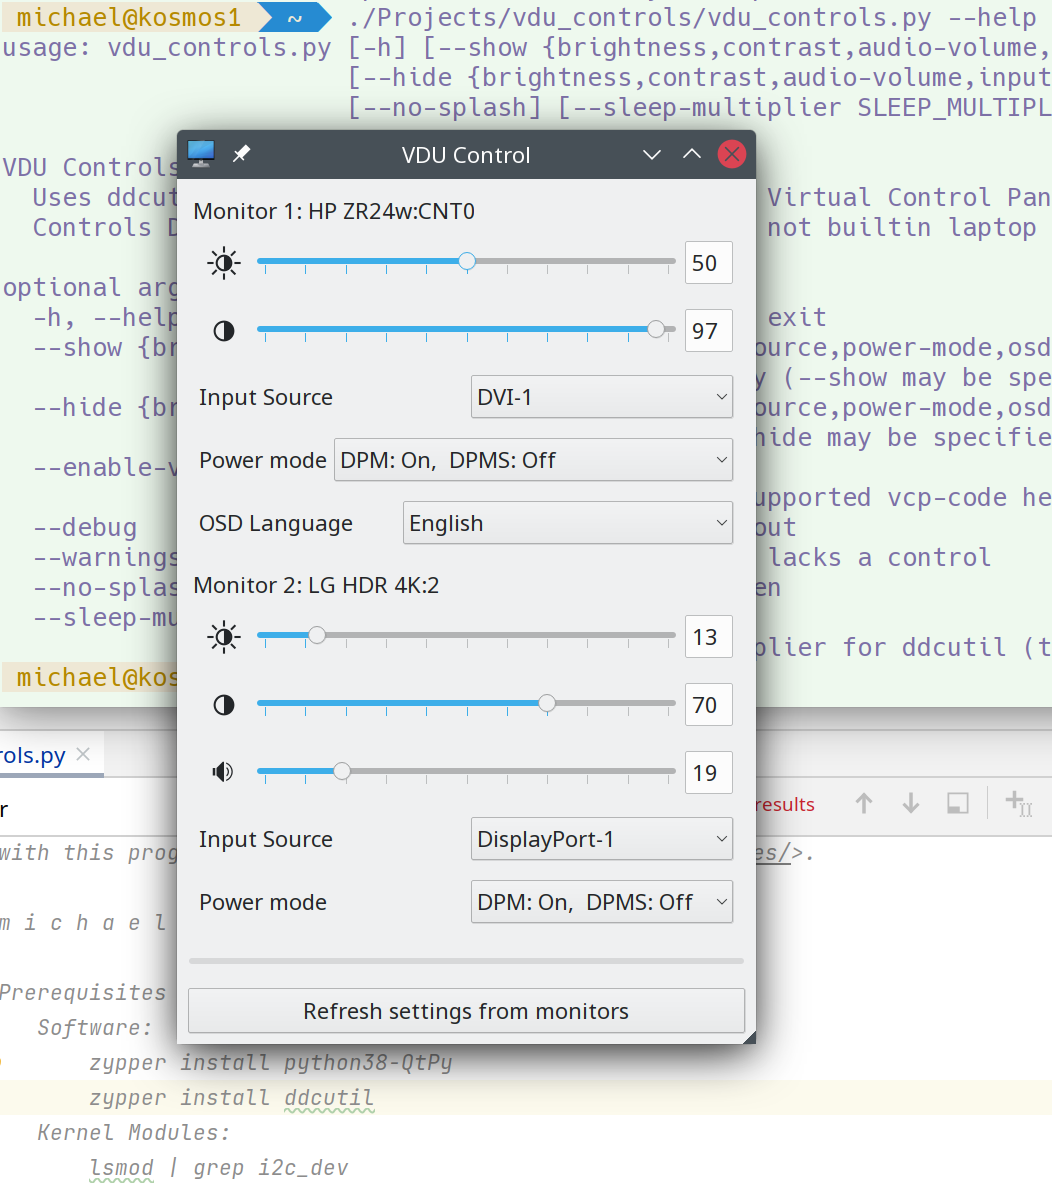 michael@kosmos1 ~ ./Projects/vdu_controls/vdu_controls.py --help
usage: vdu_controls.py [-h] [--show {brightness,contrast,audio-volume,
[--hide {brightness,contrast,audio-volume,input
[--no-splash] [--sleep-multiplier SLEEP_MULTIPL
VDU Controls
Uses ddcut Virtual Control Pan
Controls D not builtin laptop
optional arg
-h, --help exit
--show {br ource,power-mode,osd
y (--show may be spe
--hide {br ource,power-mode,osd
hide may be specifie
--enable-v
upported vcp-code he
--debug out
--warnings lacks a control
--no-splas en
--sleep-mu
plier for ddcutil (t
michael@kos
VDU Control
Monitor 1: HP ZR24w:CNT0
50
97
Input Source DVI-1
Power mode DPM: On, DPMS: Off
OSD Language English
Monitor 2: LG HDR 4K:2
13
70
19
Input Source DisplayPort-1
Power mode DPM: On, DPMS: Off
Refresh settings from monitors
rols.py
r results
with this prog es/>.
m i c h a e l
Prerequisites
Software:
zypper install python38-QtPy
zypper install ddcutil
Kernel Modules:
lsmod | grep i2c_dev